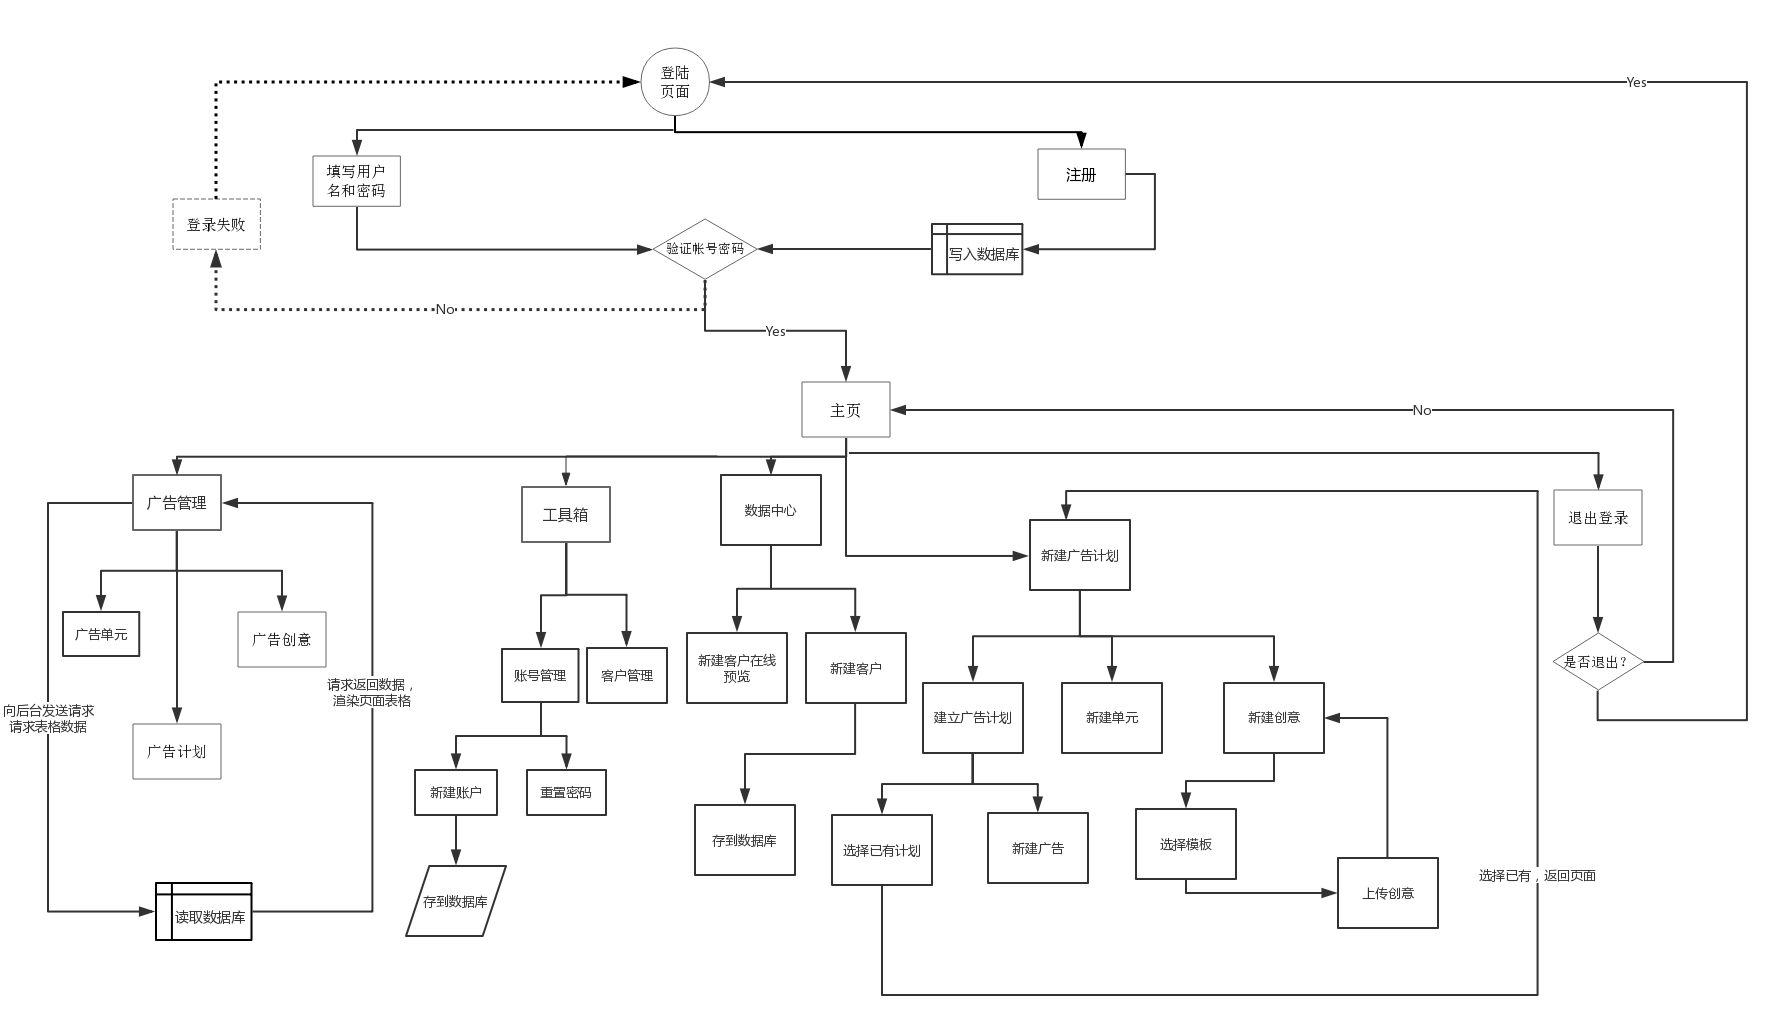 登陆
页面
Yes
填写用户
名和密码
注册
登录失败
验证帐号密码
写入数据库
No
Yes
主页
No
广告管理
工具箱
数据中心
新建广告计划
退出登录
广告单元
广告创意
账号管理
客户管理
新建客户在线
预览
新建客户
是否退出?
请求返回数据，
渲染页面表格
向后台发送请求
请求表格数据
广告计划
建立广告计划
新建单元
新建创意
新建账户
重置密码
存到数据库
选择已有计划
新建广告
选择模板
选择已有，返回页面
上传创意
存到数据库
读取数据库